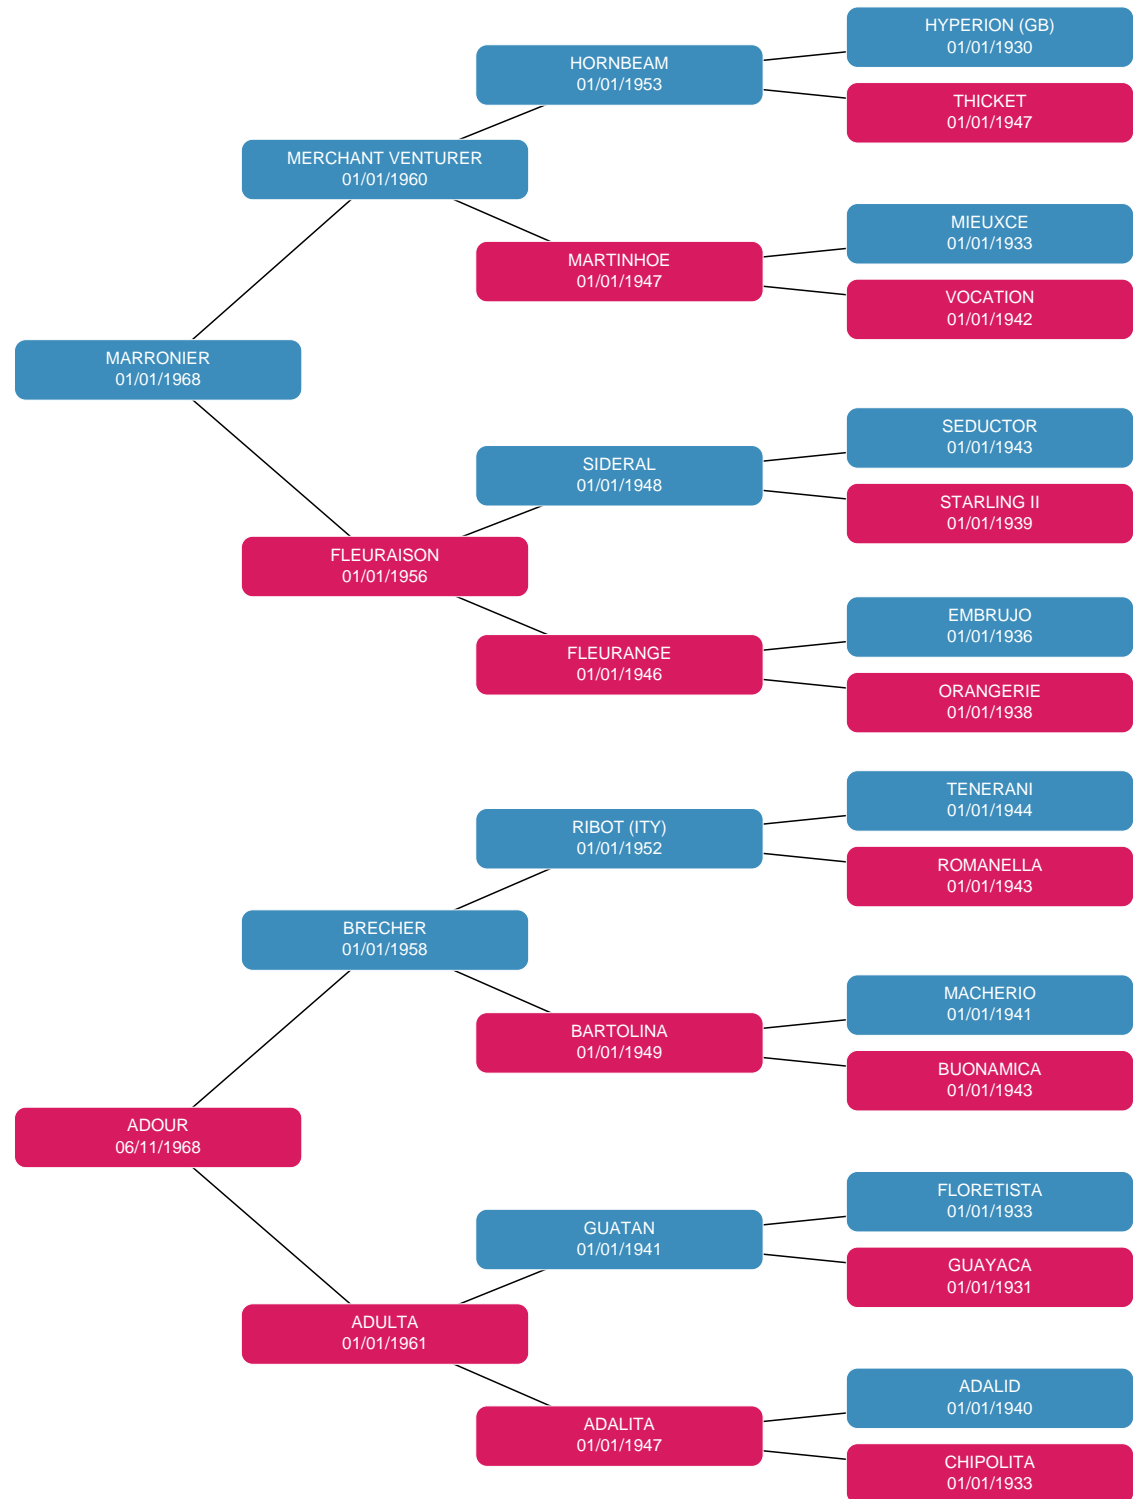 HYPERION (GB)
01/01/1930
HORNBEAM
01/01/1953
THICKET
01/01/1947
MERCHANT VENTURER
01/01/1960
MIEUXCE
01/01/1933
MARTINHOE
01/01/1947
VOCATION
01/01/1942
MARRONIER
01/01/1968
SEDUCTOR
01/01/1943
SIDERAL
01/01/1948
STARLING II
01/01/1939
FLEURAISON
01/01/1956
EMBRUJO
01/01/1936
FLEURANGE
01/01/1946
ORANGERIE
01/01/1938
TENERANI
01/01/1944
RIBOT (ITY)
01/01/1952
ROMANELLA
01/01/1943
BRECHER
01/01/1958
MACHERIO
01/01/1941
BARTOLINA
01/01/1949
BUONAMICA
01/01/1943
ADOUR
06/11/1968
FLORETISTA
01/01/1933
GUATAN
01/01/1941
GUAYACA
01/01/1931
ADULTA
01/01/1961
ADALID
01/01/1940
ADALITA
01/01/1947
CHIPOLITA
01/01/1933